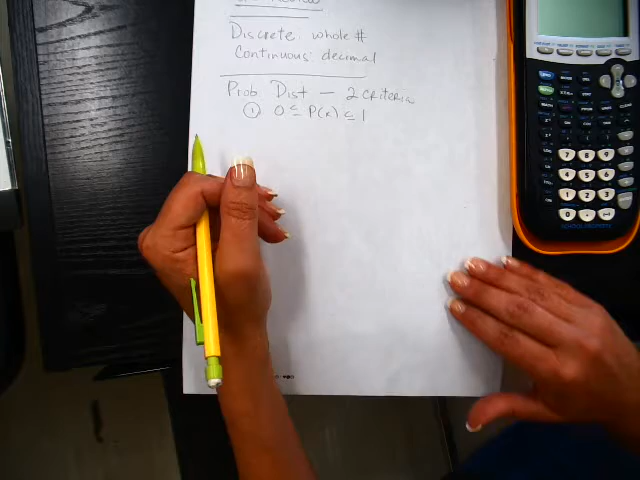 Discrete: whole #
Continuous: decimal
Prob Dist — 2 criteria
① 0 ≤ P(x) ≤ 1